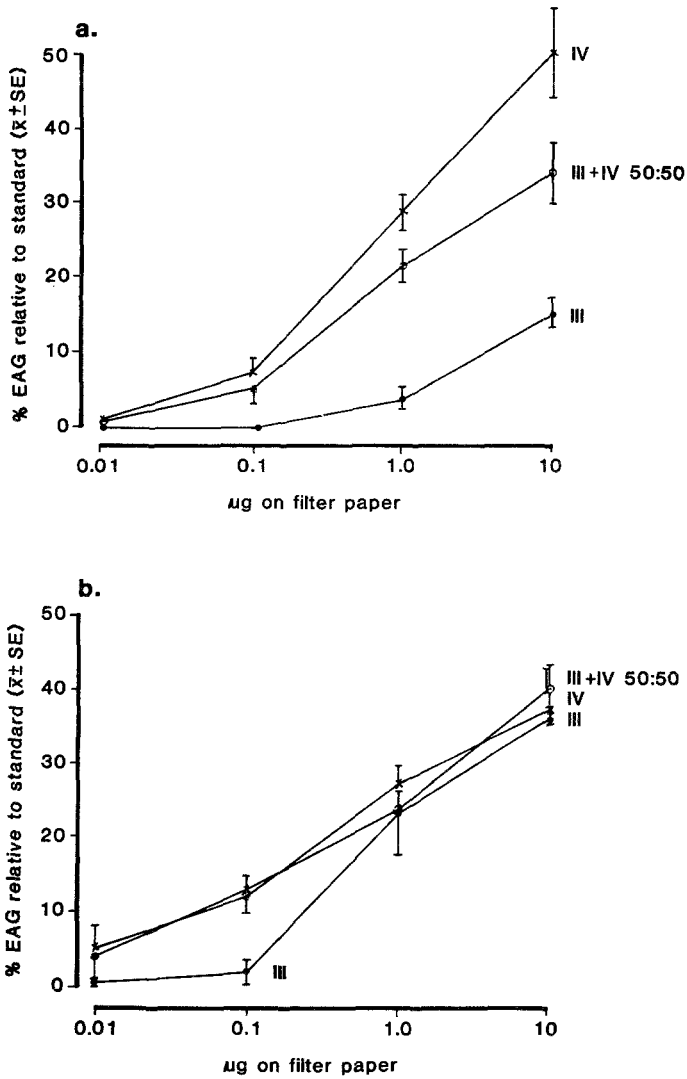 a.
% EAG relative to standard (x̄±SE)
50
40
30
20
10
0
IV
III+IV 50:50
III
0.01 0.1 1.0 10
µg on filter paper
b.
% EAG relative to standard (x̄±SE)
50
40
30
20
10
0
III+IV 50:50
IV
III
III
0.01 0.1 1.0 10
µg on filter paper